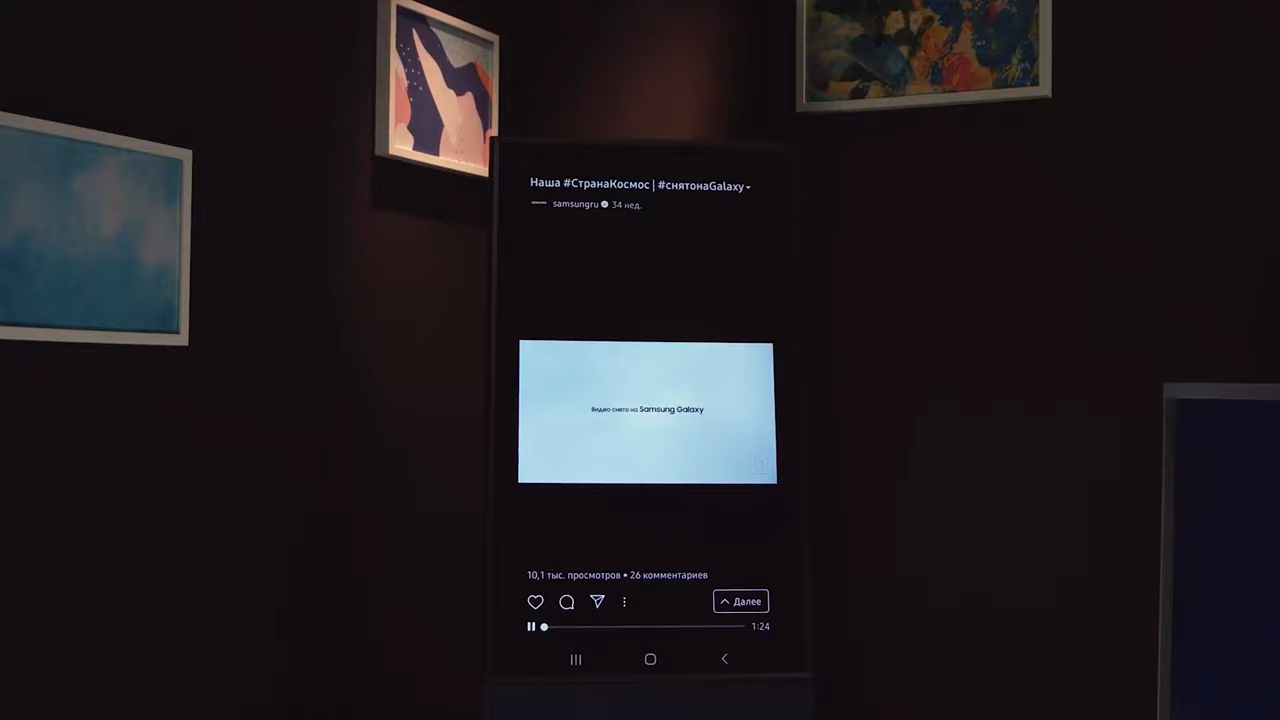 Наша #СтранаКосмос | #снятонаGalaxy
samsungru 34 нед.
Видео снято на Samsung Galaxy
10,1 тыс. просмотров • 26 комментариев
Далее
1:24